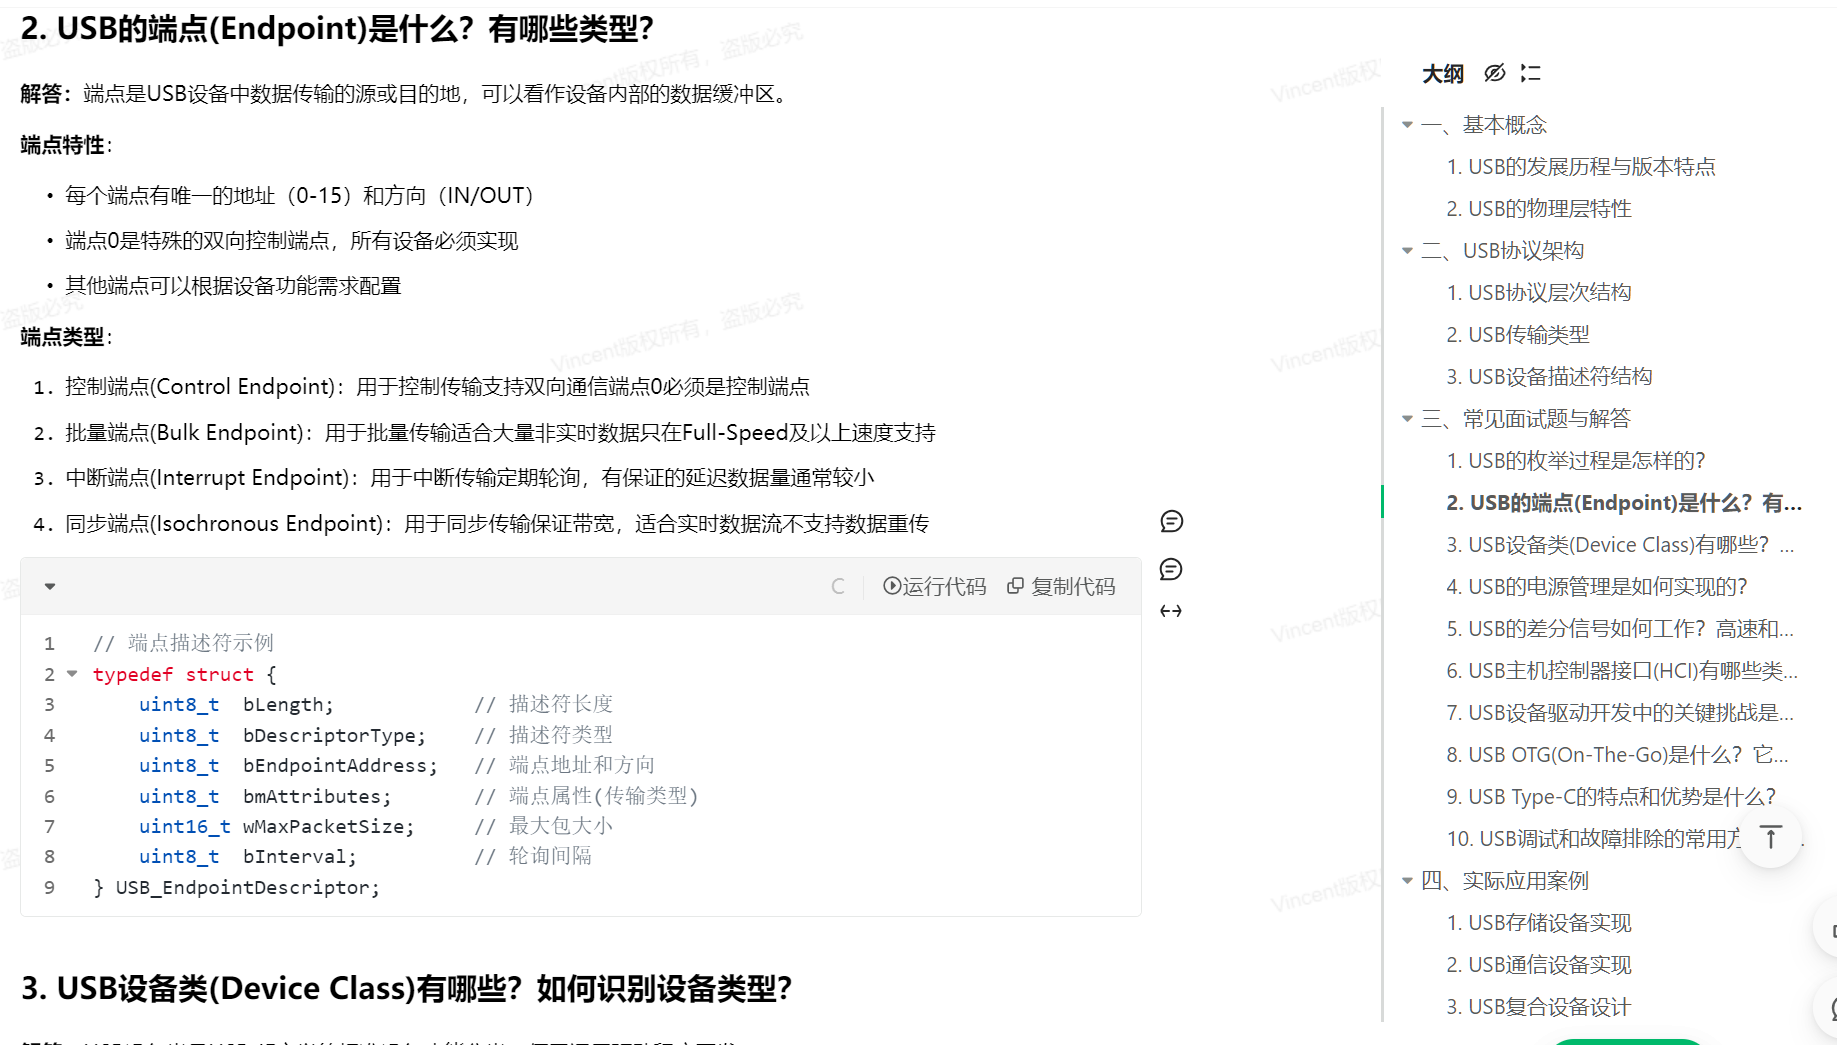 2. USB的端点(Endpoint)是什么？有哪些类型？
解答：端点是USB设备中数据传输的源或目的地，可以看作设备内部的数据缓冲区。
端点特性：
• 每个端点有唯一的地址（0-15）和方向（IN/OUT）
• 端点0是特殊的双向控制端点，所有设备必须实现
• 其他端点可以根据设备功能需求配置
端点类型：
1. 控制端点(Control Endpoint)：用于控制传输支持双向通信端点0必须是控制端点
2. 批量端点(Bulk Endpoint)：用于批量传输适合大量非实时数据只在Full-Speed及以上速度支持
3. 中断端点(Interrupt Endpoint)：用于中断传输定期轮询，有保证的延迟数据量通常较小
4. 同步端点(Isochronous Endpoint)：用于同步传输保证带宽，适合实时数据流不支持数据重传
C 运行代码 复制代码
1 // 端点描述符示例
2 typedef struct {
3 uint8_t bLength; // 描述符长度
4 uint8_t bDescriptorType; // 描述符类型
5 uint8_t bEndpointAddress; // 端点地址和方向
6 uint8_t bmAttributes; // 端点属性(传输类型)
7 uint16_t wMaxPacketSize; // 最大包大小
8 uint8_t bInterval; // 轮询间隔
9 } USB_EndpointDescriptor;
3. USB设备类(Device Class)有哪些？如何识别设备类型？
大纲
一、基本概念
1. USB的发展历程与版本特点
2. USB的物理层特性
二、USB协议架构
1. USB协议层次结构
2. USB传输类型
3. USB设备描述符结构
三、常见面试题与解答
1. USB的枚举过程是怎样的？
2. USB的端点(Endpoint)是什么？有...
3. USB设备类(Device Class)有哪些？...
4. USB的电源管理是如何实现的？
5. USB的差分信号如何工作？高速和...
6. USB主机控制器接口(HCI)有哪些类...
7. USB设备驱动开发中的关键挑战是...
8. USB OTG(On-The-Go)是什么？它...
9. USB Type-C的特点和优势是什么？
10. USB调试和故障排除的常用方
四、实际应用案例
1. USB存储设备实现
2. USB通信设备实现
3. USB复合设备设计
Vincent版权所有，盗版必究